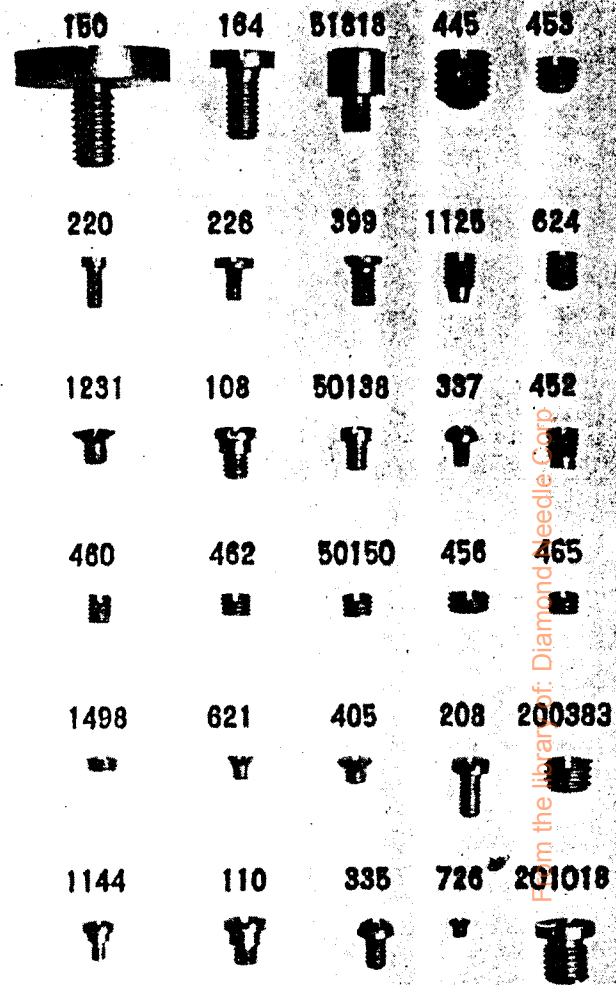 150 164 51818 445 453
220 226 399 1125 624
1231 108 50138 337 452
460 462 50150 456 465
1498 621 405 208 200383
1144 110 335 726 201018
From the library of: Diamond Needle Corp